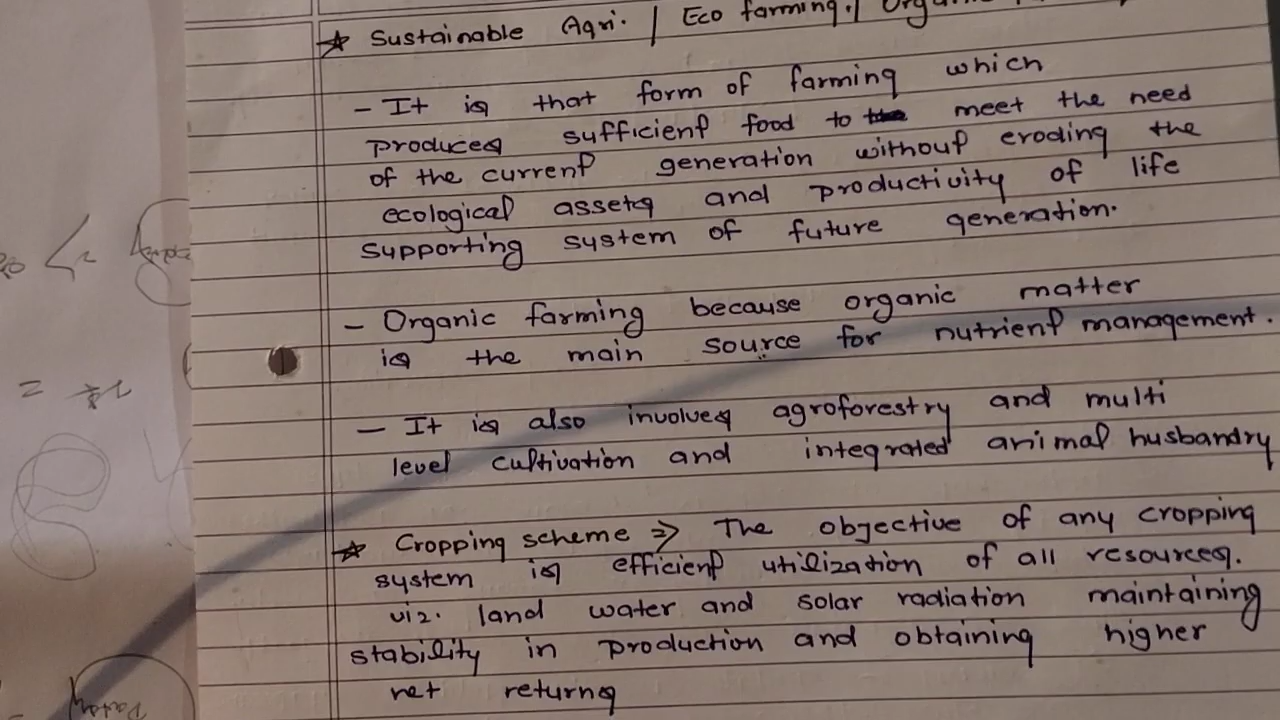 ★ Sustainable Agri. / Eco farming. /
- It is that form of farming which
produces sufficient food to meet the need
of the current generation without eroding the
ecological assets and productivity of life
supporting system of future generation.
- Organic farming because organic matter
is the main source for nutrient management.
- It is also involves agroforestry and multi
level cultivation and integrated animal husbandry
★ Cropping scheme ⇒ The objective of any cropping
system is efficient utilization of all resources.
viz. land water and solar radiation maintaining
stability in production and obtaining higher
net returns